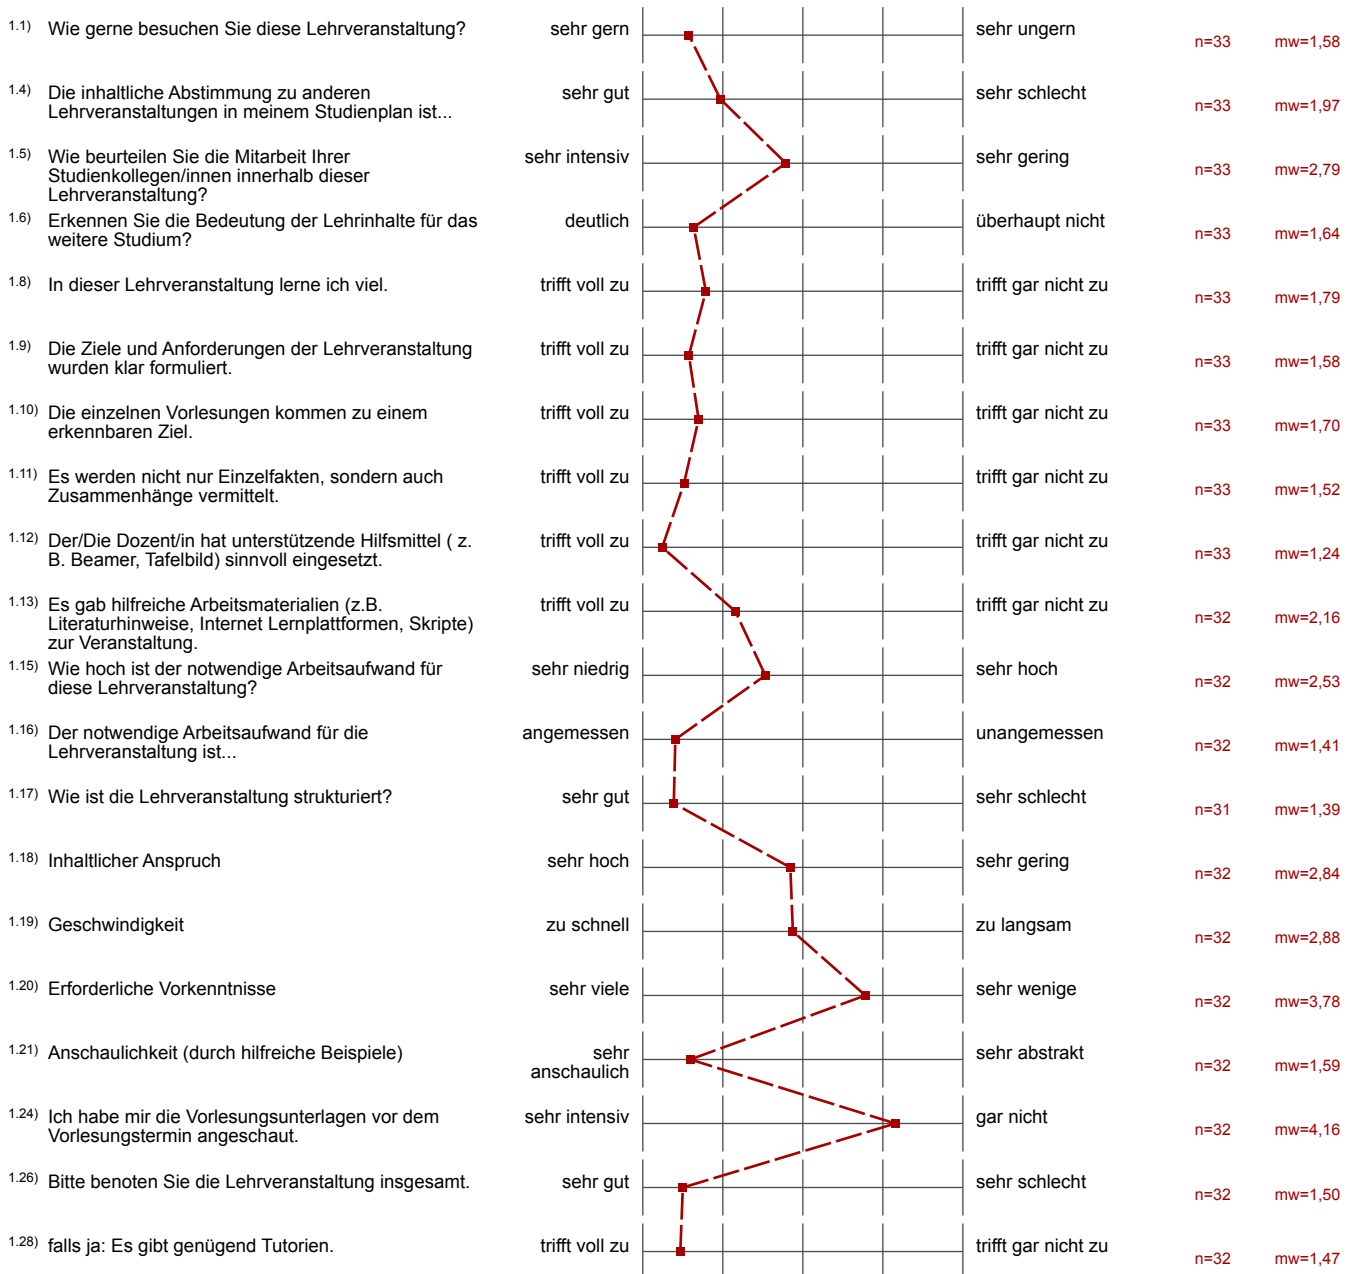 1.1) Wie gerne besuchen Sie diese Lehrveranstaltung? sehr gern sehr ungern n=33 mw=1,58
1.4) Die inhaltliche Abstimmung zu anderen sehr gut sehr schlecht n=33 mw=1,97
Lehrveranstaltungen in meinem Studienplan ist...
1.5) Wie beurteilen Sie die Mitarbeit Ihrer sehr intensiv sehr gering n=33 mw=2,79
Studienkollegen/innen innerhalb dieser
Lehrveranstaltung?
1.6) Erkennen Sie die Bedeutung der Lehrinhalte für das deutlich überhaupt nicht n=33 mw=1,64
weitere Studium?
1.8) In dieser Lehrveranstaltung lerne ich viel. trifft voll zu trifft gar nicht zu n=33 mw=1,79
1.9) Die Ziele und Anforderungen der Lehrveranstaltung trifft voll zu trifft gar nicht zu n=33 mw=1,58
wurden klar formuliert.
1.10) Die einzelnen Vorlesungen kommen zu einem trifft voll zu trifft gar nicht zu n=33 mw=1,70
erkennbaren Ziel.
1.11) Es werden nicht nur Einzelfakten, sondern auch trifft voll zu trifft gar nicht zu n=33 mw=1,52
Zusammenhänge vermittelt.
1.12) Der/Die Dozent/in hat unterstützende Hilfsmittel ( z. trifft voll zu trifft gar nicht zu n=33 mw=1,24
B. Beamer, Tafelbild) sinnvoll eingesetzt.
1.13) Es gab hilfreiche Arbeitsmaterialien (z.B. trifft voll zu trifft gar nicht zu n=32 mw=2,16
Literaturhinweise, Internet Lernplattformen, Skripte)
zur Veranstaltung.
1.15) Wie hoch ist der notwendige Arbeitsaufwand für sehr niedrig sehr hoch n=32 mw=2,53
diese Lehrveranstaltung?
1.16) Der notwendige Arbeitsaufwand für die angemessen unangemessen n=32 mw=1,41
Lehrveranstaltung ist...
1.17) Wie ist die Lehrveranstaltung strukturiert? sehr gut sehr schlecht n=31 mw=1,39
1.18) Inhaltlicher Anspruch sehr hoch sehr gering n=32 mw=2,84
1.19) Geschwindigkeit zu schnell zu langsam n=32 mw=2,88
1.20) Erforderliche Vorkenntnisse sehr viele sehr wenige n=32 mw=3,78
1.21) Anschaulichkeit (durch hilfreiche Beispiele) sehr sehr abstrakt n=32 mw=1,59
anschaulich
1.24) Ich habe mir die Vorlesungsunterlagen vor dem sehr intensiv gar nicht n=32 mw=4,16
Vorlesungstermin angeschaut.
1.26) Bitte benoten Sie die Lehrveranstaltung insgesamt. sehr gut sehr schlecht n=32 mw=1,50
1.28) falls ja: Es gibt genügend Tutorien. trifft voll zu trifft gar nicht zu n=32 mw=1,47